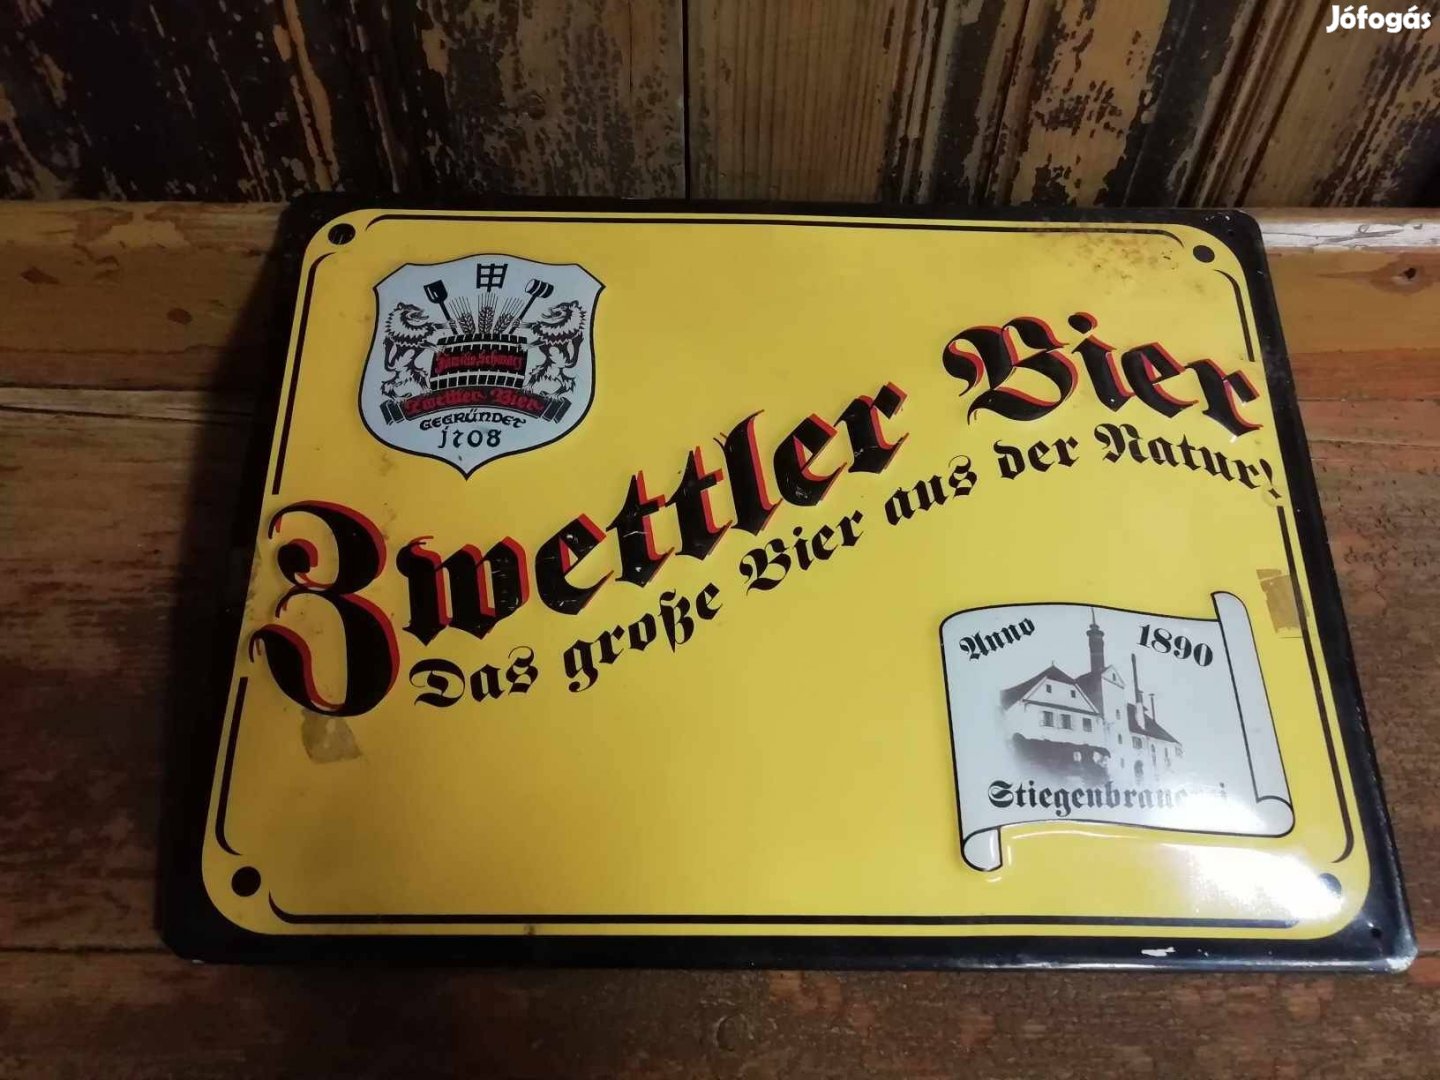 Jófogás
Familie Schwarz
Zwettler Bier
GEGRÜNDET
1708
Zwettler Bier
Das große Bier aus der Natur!
Anno 1890